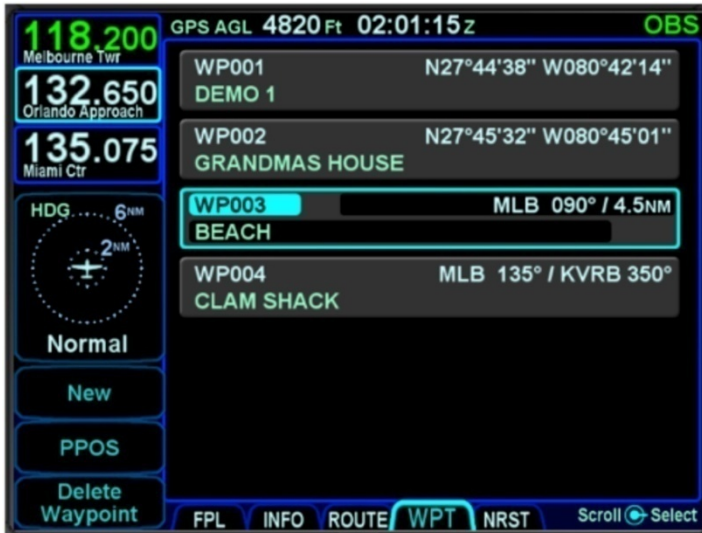 118.200
Melbourne Twr
132.650
Orlando Approach
135.075
Miami Ctr
GPS AGL 4820 Ft 02:01:15 Z OBS
WP001 N27°44'38" W080°42'14"
DEMO 1
WP002 N27°45'32" W080°45'01"
GRANDMAS HOUSE
WP003 MLB 090° / 4.5NM
BEACH
WP004 MLB 135° / KVRB 350°
CLAM SHACK
HDG 6NM
2NM
Normal
New
PPOS
Delete
Waypoint
FPL INFO ROUTE WPT NRST Scroll Select